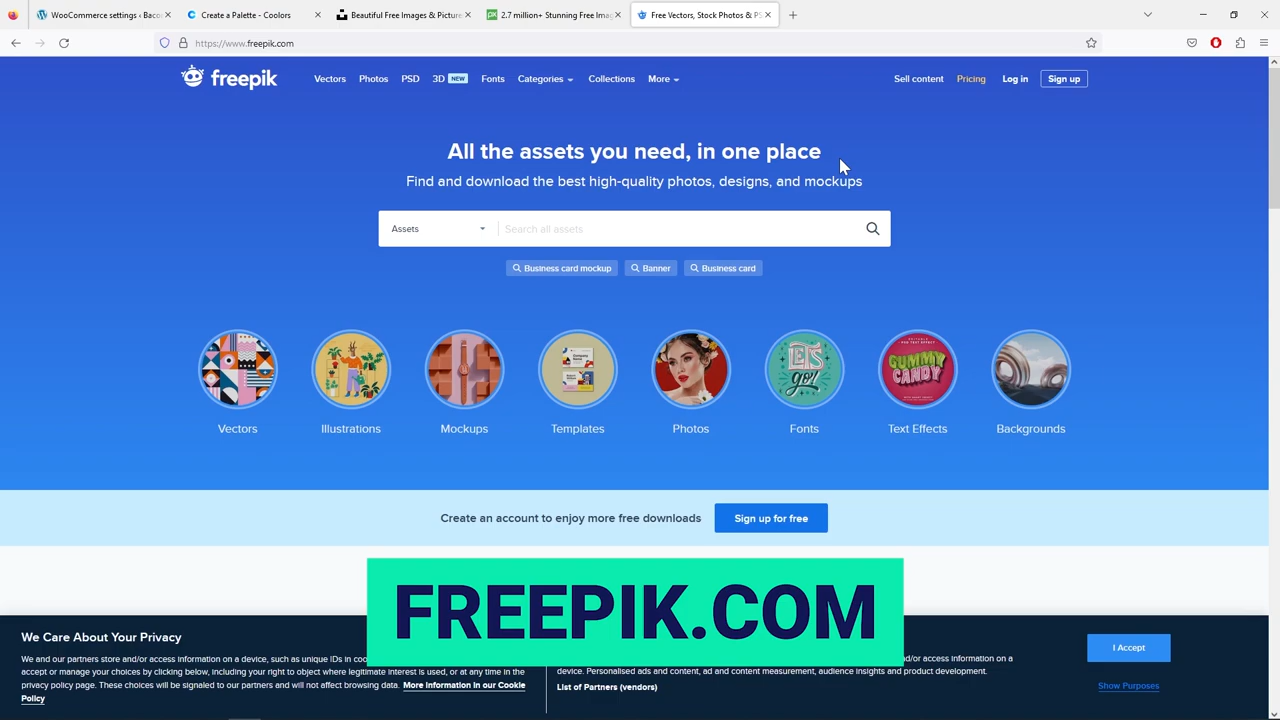 WooCommerce settings ‹ Baco
Create a Palette - Coolors
Beautiful Free Images & Picture
2.7 million+ Stunning Free Imag
Free Vectors, Stock Photos & PS
https://www.freepik.com
freepik
Vectors
Photos
PSD
3D NEW
Fonts
Categories
Collections
More
Sell content
Pricing
Log in
Sign up
All the assets you need, in one place
Find and download the best high-quality photos, designs, and mockups
Assets
Search all assets
Business card mockup
Banner
Business card
LET'S
go!
GUMMY
CANDY
Vectors
Illustrations
Mockups
Templates
Photos
Fonts
Text Effects
Backgrounds
Create an account to enjoy more free downloads
Sign up for free
FREEPIK.COM
We Care About Your Privacy
We and our partners store and/or access information on a device, such as unique IDs in coo
accept or manage your choices by clicking below, including your right to object where legitimate interest is used, or at any time in the
privacy policy page. These choices will be signaled to our partners and will not affect browsing data. More information in our Cookie
Policy
and/or access information on a
device. Personalised ads and content, ad and content measurement, audience insights and product development.
List of Partners (vendors)
I Accept
Show Purposes